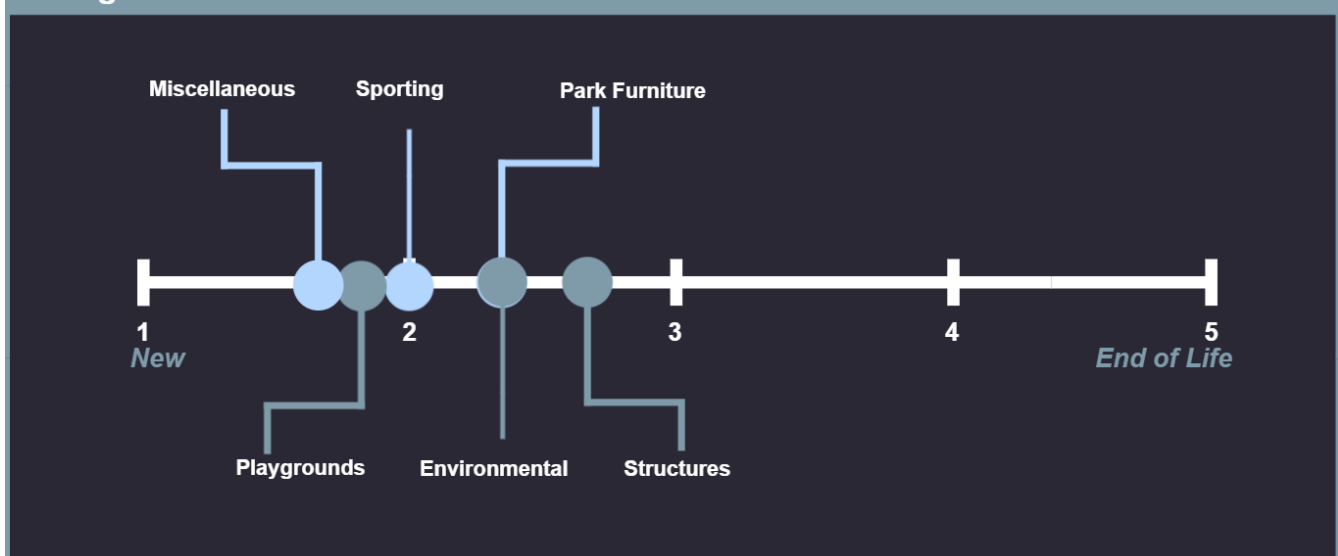 Miscellaneous Sporting Park Furniture
1 2 3 4 5
New End of Life
Playgrounds Environmental Structures